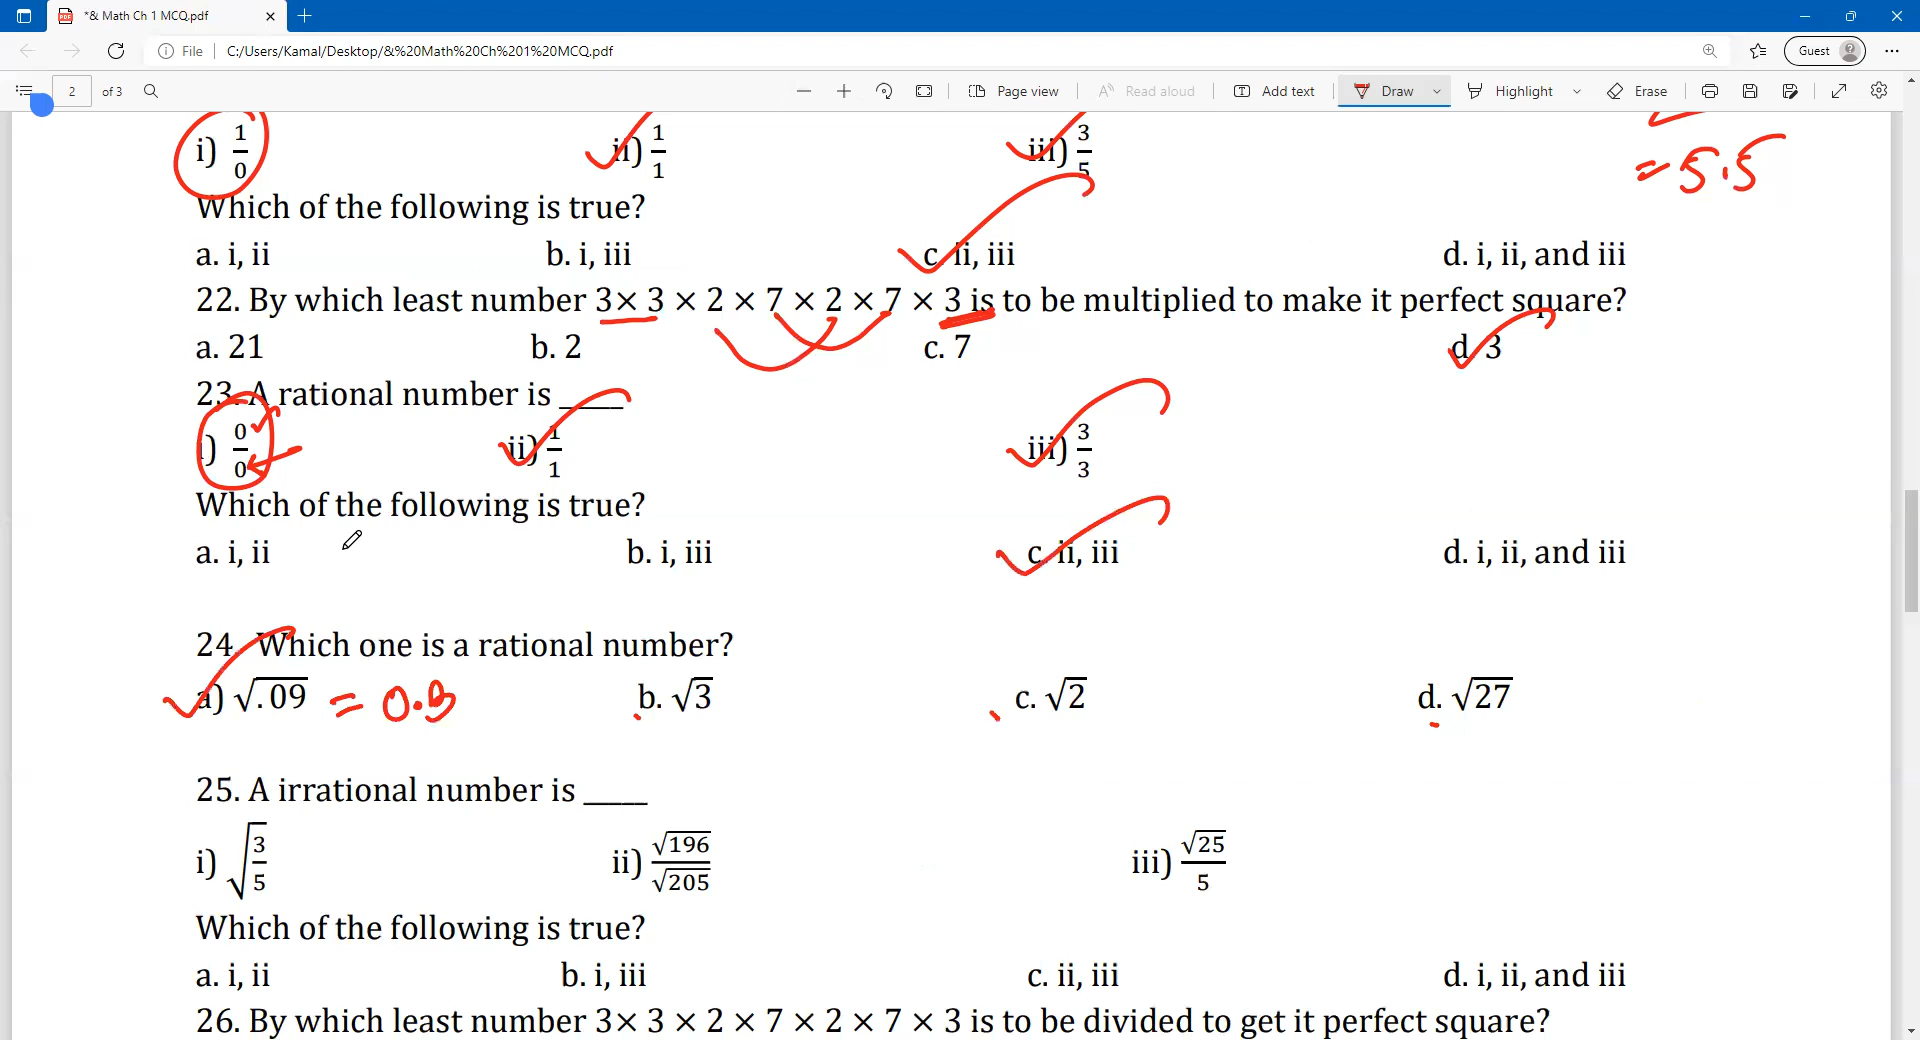 *& Math Ch 1 MCQ.pdf
File C:/Users/Kamal/Desktop/&%20Math%20Ch%201%20MCQ.pdf Guest
2 of 3 Page view Read aloud Add text Draw Highlight Erase
i) 1/0 ii) 1/1 iii) 3/5
= 5.5
Which of the following is true?
a. i, ii b. i, iii c. ii, iii d. i, ii, and iii
22. By which least number 3× 3 × 2 × 7 × 2 × 7 × 3 is to be multiplied to make it perfect square?
a. 21 b. 2 c. 7 d. 3
23. A rational number is _____
i) 0/0 ii) 1/1 iii) 3/3
Which of the following is true?
a. i, ii b. i, iii c. ii, iii d. i, ii, and iii
24. Which one is a rational number?
a) √.09 = 0.3 b. √3 c. √2 d. √27
25. A irrational number is _____
i) √(3/5) ii) √196/√205 iii) √25/5
Which of the following is true?
a. i, ii b. i, iii c. ii, iii d. i, ii, and iii
26. By which least number 3× 3 × 2 × 7 × 2 × 7 × 3 is to be divided to get it perfect square?